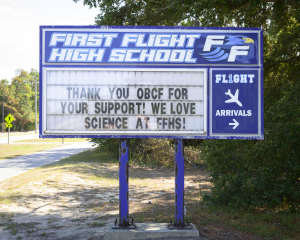 FIRST FLIGHT
HIGH SCHOOL
FF
THANK YOU OBCF FOR
YOUR SUPPORT! WE LOVE
SCIENCE AT FFHS!
FLIGHT
ARRIVALS